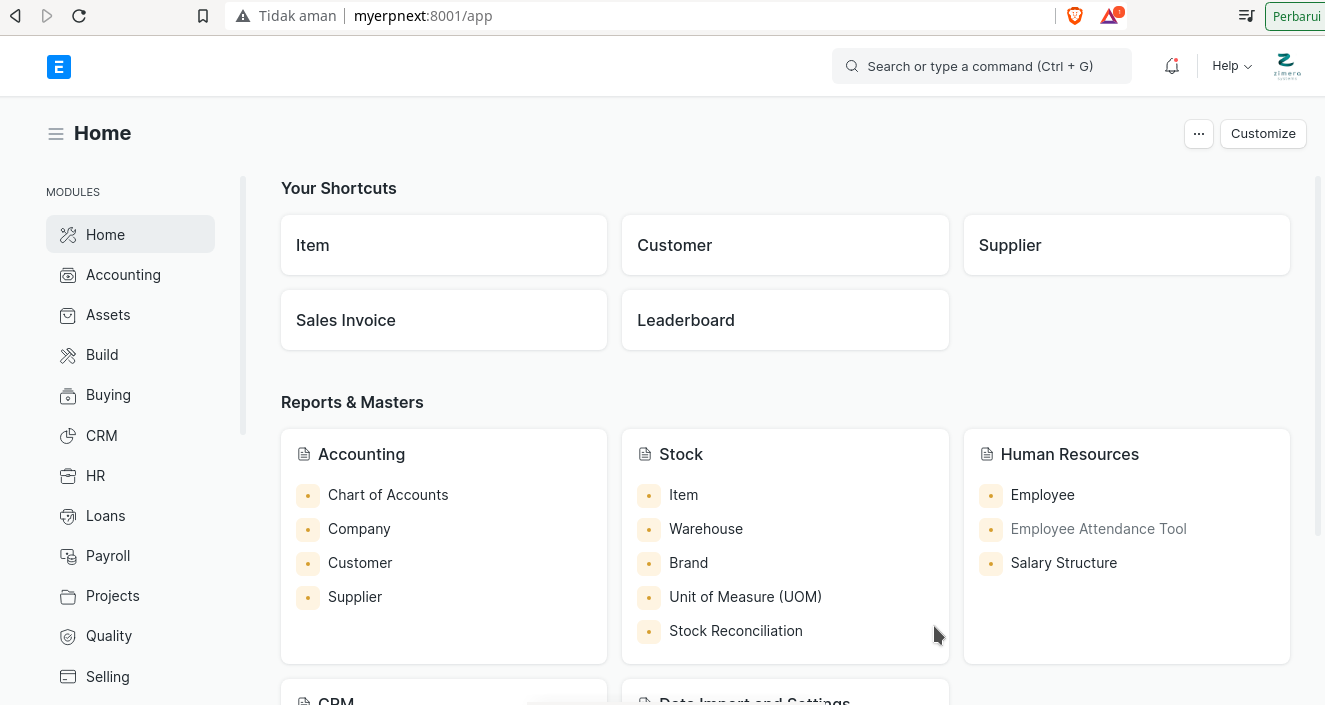 Tidak aman
myerpnext:8001/app
Perbarui
E
Search or type a command (Ctrl + G)
Help
zimera
Home
...
Customize
MODULES
Home
Accounting
Assets
Build
Buying
CRM
HR
Loans
Payroll
Projects
Quality
Selling
Your Shortcuts
Item
Customer
Supplier
Sales Invoice
Leaderboard
Reports & Masters
Accounting
Chart of Accounts
Company
Customer
Supplier
Stock
Item
Warehouse
Brand
Unit of Measure (UOM)
Stock Reconciliation
Human Resources
Employee
Employee Attendance Tool
Salary Structure
CRM
Data Import and Settings